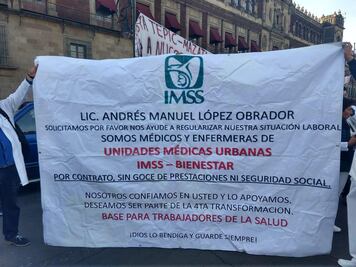 IMSS
LIC. ANDRÉS MANUEL LÓPEZ OBRADOR
SOLICITAMOS POR FAVOR NOS AYUDE A REGULARIZAR NUESTRA SITUACIÓN LABORAL
SOMOS MÉDICOS Y ENFERMERAS DE
UNIDADES MÉDICAS URBANAS
IMSS – BIENESTAR
POR CONTRATO, SIN GOCE DE PRESTACIONES NI SEGURIDAD SOCIAL.
NOSOTROS CONFIAMOS EN USTED Y LO APOYAMOS.
DESEAMOS SER PARTE DE LA 4TA TRANSFORMACIÓN.
BASE PARA TRABAJADORES DE LA SALUD
¡DIOS LO BENDIGA Y GUARDE SIEMPRE!